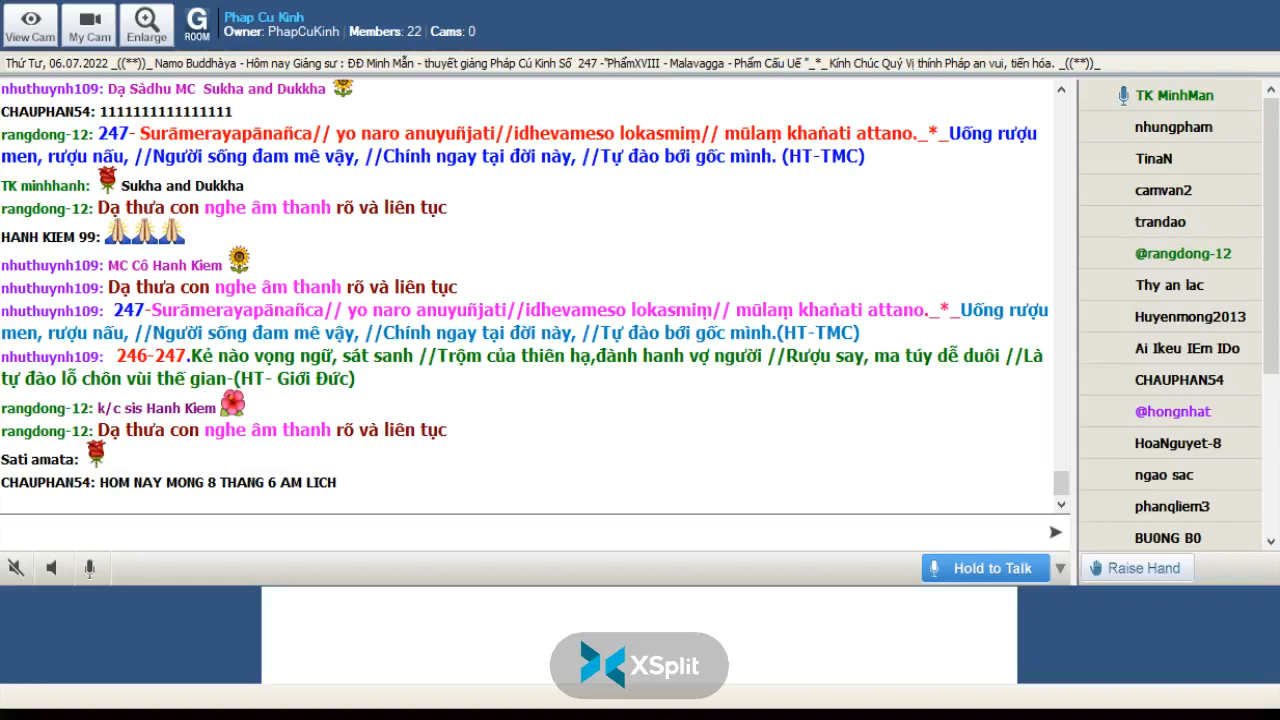 View Cam
My Cam
Enlarge
G
ROOM
Phap Cu Kinh
Owner: PhapCuKinh | Members: 22 | Cams: 0
Thứ Tư, 06.07.2022 _((**))_ Namo Buddhàya - Hôm nay Giảng sư : ĐĐ Minh Mẫn - thuyết giảng Pháp Cú Kinh Số 247 -"PhẩmXVIII - Malavagga - Phẩm Cấu Uế "_*_ Kính Chúc Quý Vị thính Pháp an vui, tiến hóa. _((**))_
nhuthuynh109: Dạ Sàdhu MC Sukha and Dukkha
CHAUPHAN54: 1111111111111111
rangdong-12: 247- Surāmerayapānañca// yo naro anuyuñjati//idhevameso lokasmiṃ// mūlaṃ khaṅati attano._*_Uống rượu
men, rượu nấu, //Người sống đam mê vậy, //Chính ngay tại đời này, //Tự đào bới gốc mình. (HT-TMC)
TK minhhanh: Sukha and Dukkha
rangdong-12: Dạ thưa con nghe âm thanh rõ và liên tục
HANH KIEM 99:
nhuthuynh109: MC Cô Hanh Kiem
nhuthuynh109: Dạ thưa con nghe âm thanh rõ và liên tục
nhuthuynh109: 247-Surāmerayapānañca// yo naro anuyuñjati//idhevameso lokasmiṃ// mūlaṃ khaṅati attano._*_Uống rượu
men, rượu nấu, //Người sống đam mê vậy, //Chính ngay tại đời này, //Tự đào bới gốc mình.(HT-TMC)
nhuthuynh109: 246-247.Kẻ nào vọng ngữ, sát sanh //Trộm của thiên hạ,đành hanh vợ người //Rượu say, ma túy dễ duôi //Là
tự đào lỗ chôn vùi thế gian-(HT- Giới Đức)
rangdong-12: k/c sis Hanh Kiem
rangdong-12: Dạ thưa con nghe âm thanh rõ và liên tục
Sati amata:
CHAUPHAN54: HOM NAY MONG 8 THANG 6 AM LICH
TK MinhMan
nhungpham
TinaN
camvan2
trandao
@rangdong-12
Thy an lac
Huyenmong2013
Ai Ikeu IEm IDo
CHAUPHAN54
@hongnhat
HoaNguyet-8
ngao sac
phanqliem3
BU0NG B0
Hold to Talk
Raise Hand
XSplit